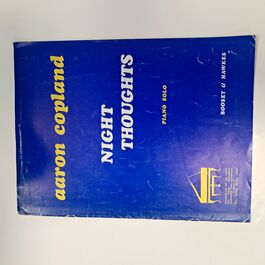 aaron copland
NIGHT
THOUGHTS
PIANO SOLO
BOOSEY & HAWKES